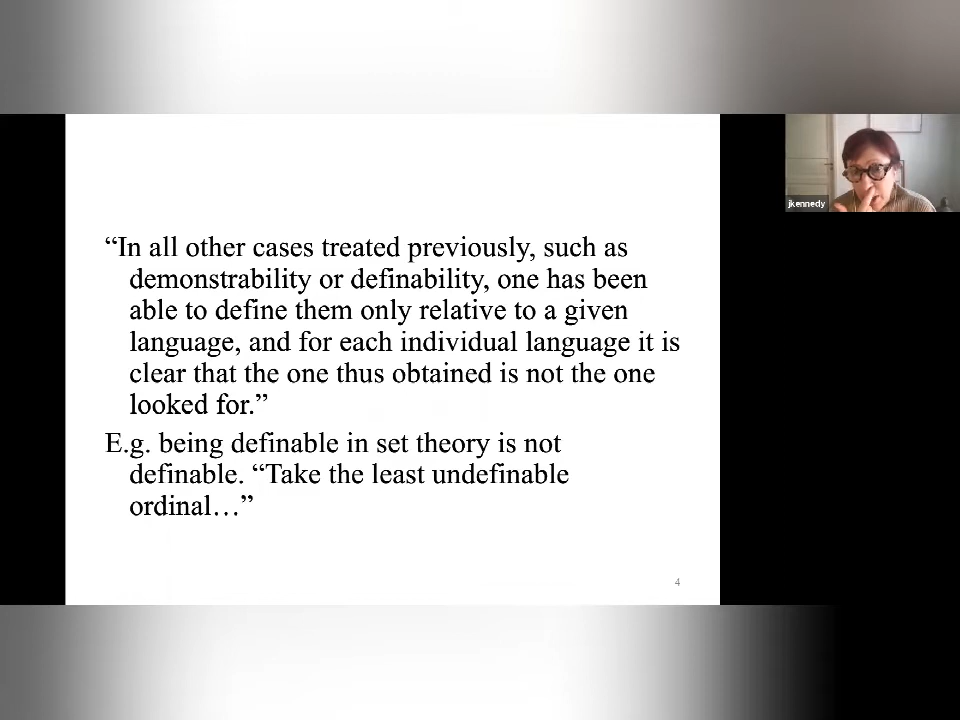 “In all other cases treated previously, such as
demonstrability or definability, one has been
able to define them only relative to a given
language, and for each individual language it is
clear that the one thus obtained is not the one
looked for.”
E.g. being definable in set theory is not
definable. “Take the least undefinable
ordinal…”
4
jkennedy